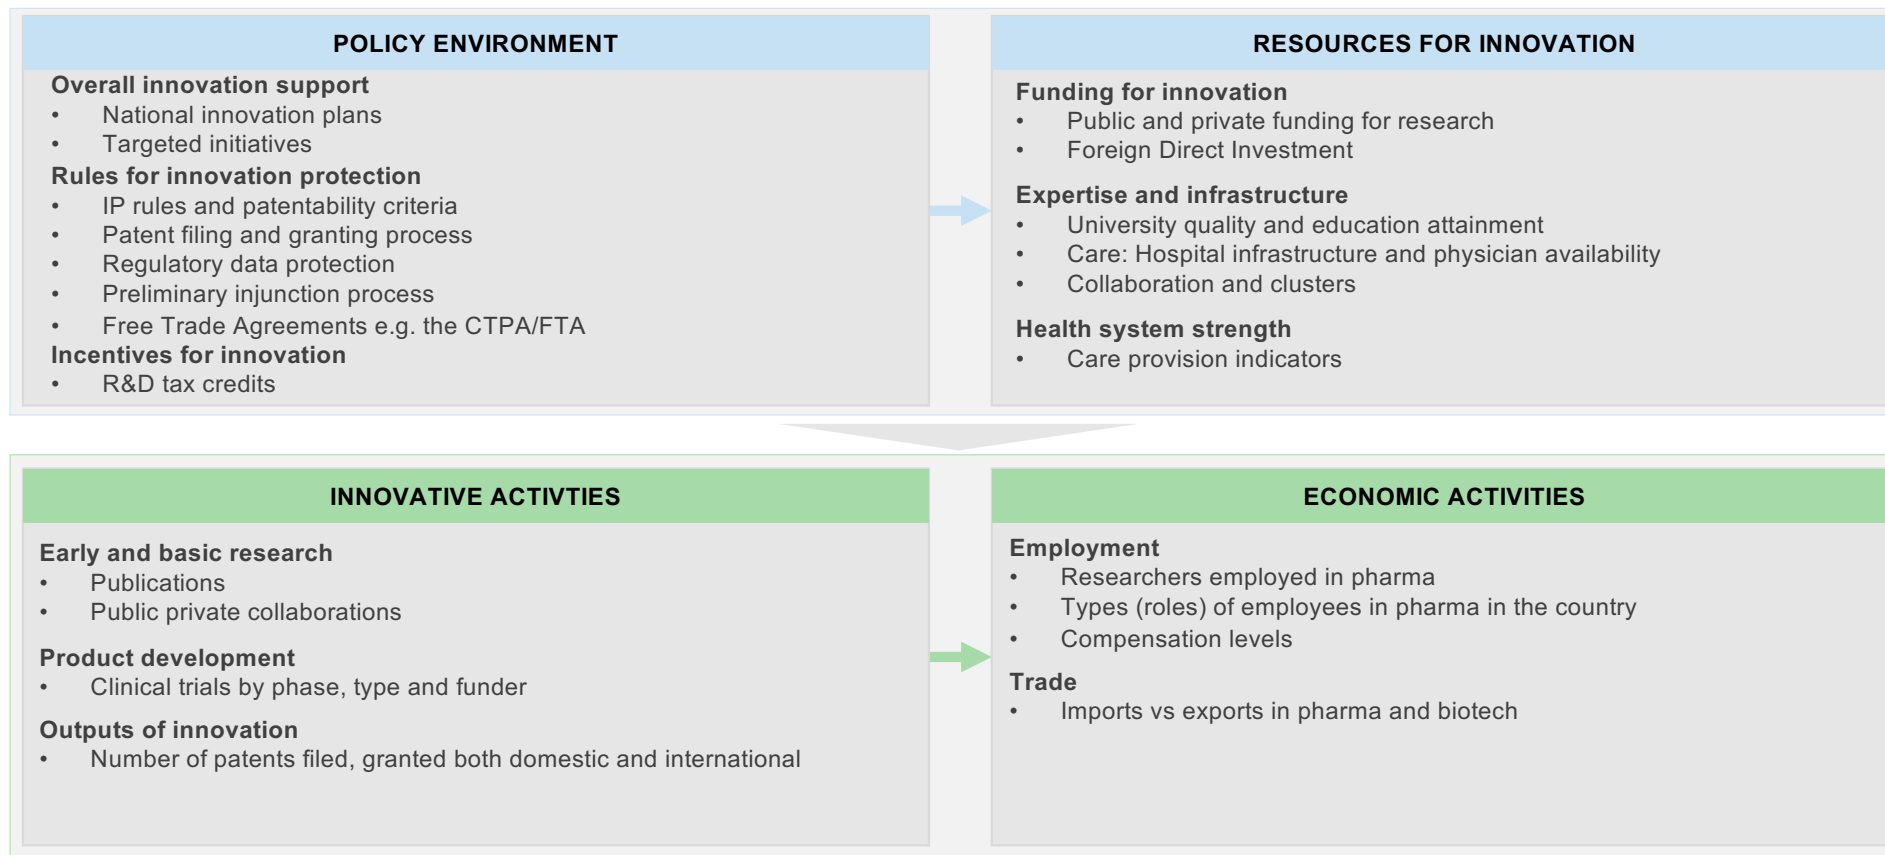 POLICY ENVIRONMENT
Overall innovation support
• National innovation plans
• Targeted initiatives
Rules for innovation protection
• IP rules and patentability criteria
• Patent filing and granting process
• Regulatory data protection
• Preliminary injunction process
• Free Trade Agreements e.g. the CTPA/FTA
Incentives for innovation
• R&D tax credits
RESOURCES FOR INNOVATION
Funding for innovation
• Public and private funding for research
• Foreign Direct Investment
Expertise and infrastructure
• University quality and education attainment
• Care: Hospital infrastructure and physician availability
• Collaboration and clusters
Health system strength
• Care provision indicators
INNOVATIVE ACTIVTIES
Early and basic research
• Publications
• Public private collaborations
Product development
• Clinical trials by phase, type and funder
Outputs of innovation
• Number of patents filed, granted both domestic and international
ECONOMIC ACTIVITIES
Employment
• Researchers employed in pharma
• Types (roles) of employees in pharma in the country
• Compensation levels
Trade
• Imports vs exports in pharma and biotech